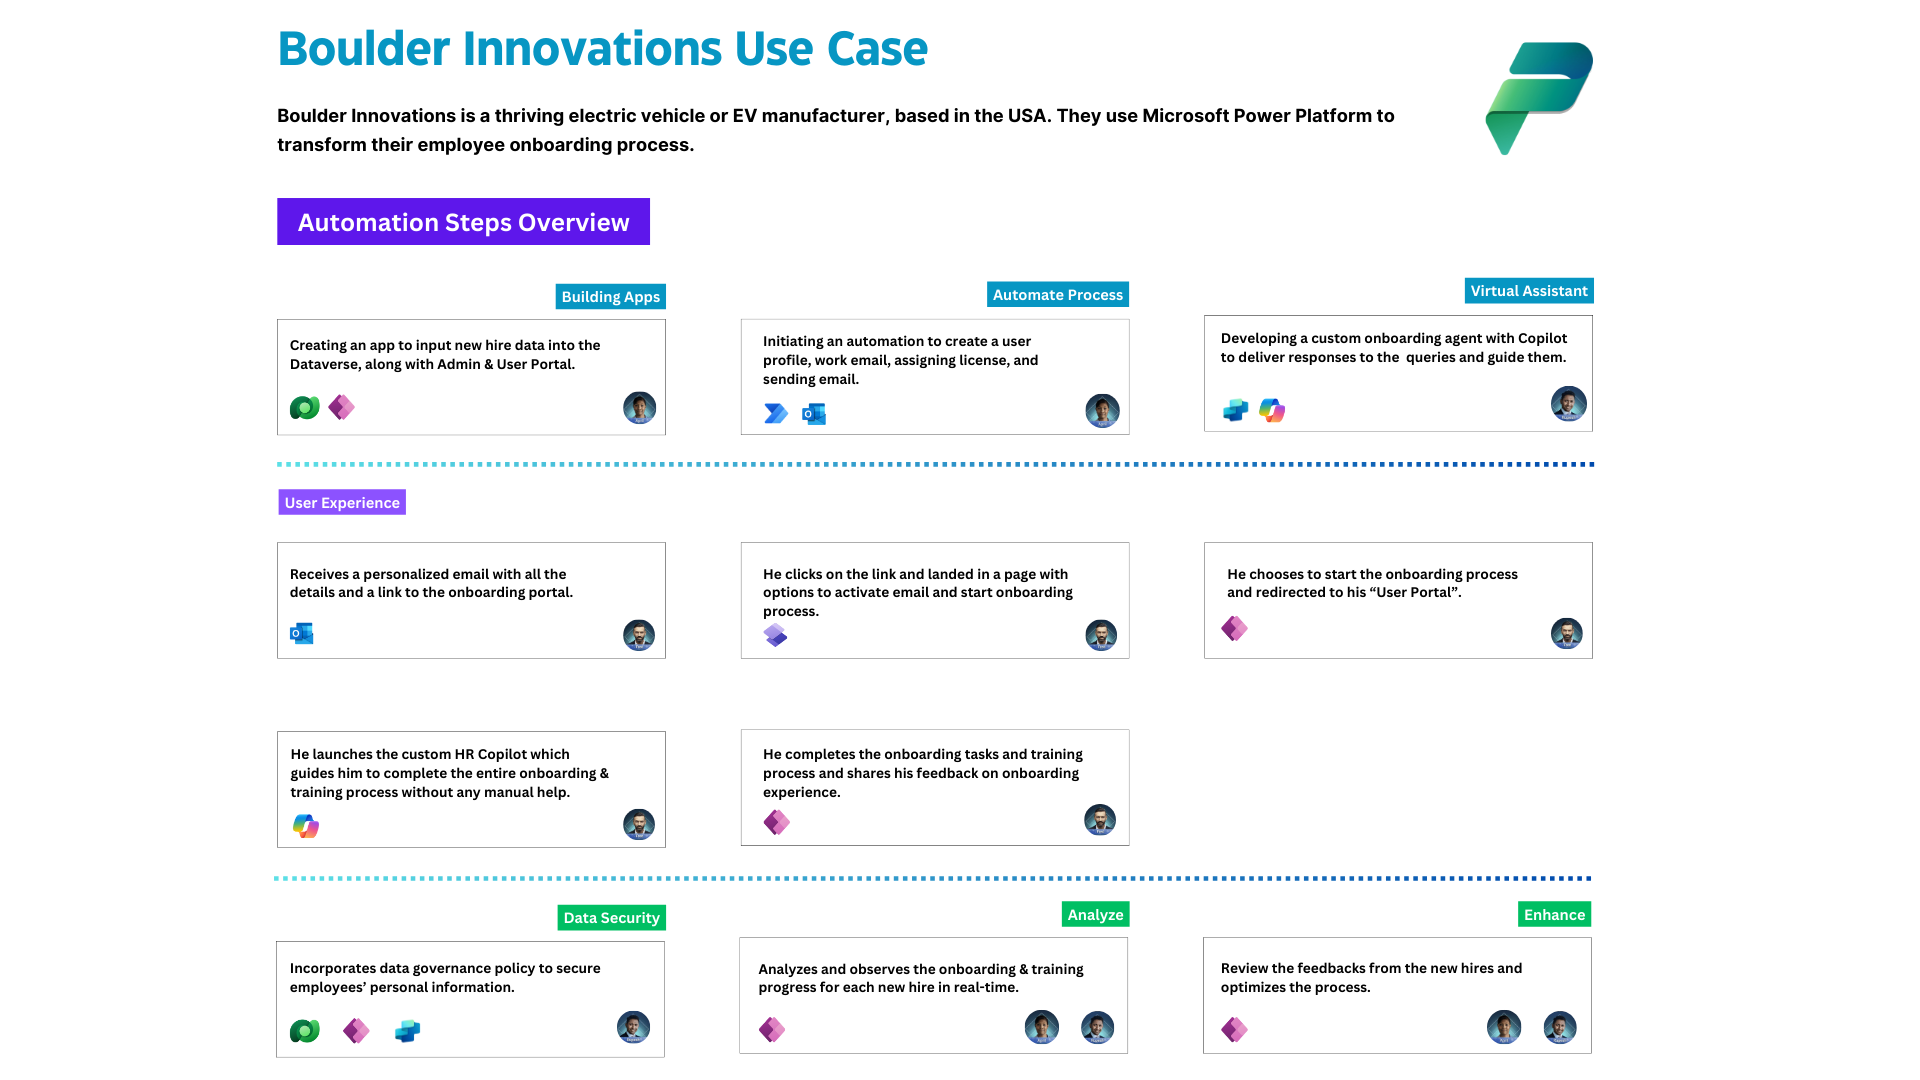 Boulder Innovations Use Case
Boulder Innovations is a thriving electric vehicle or EV manufacturer, based in the USA. They use Microsoft Power Platform to
transform their employee onboarding process.
Automation Steps Overview
Building Apps
Creating an app to input new hire data into the
Dataverse, along with Admin & User Portal.
Automate Process
Initiating an automation to create a user
profile, work email, assigning license, and
sending email.
Virtual Assistant
Developing a custom onboarding agent with Copilot
to deliver responses to the  queries and guide them.
User Experience
Receives a personalized email with all the
details and a link to the onboarding portal.
He clicks on the link and landed in a page with
options to activate email and start onboarding
process.
He chooses to start the onboarding process
and redirected to his “User Portal”.
He launches the custom HR Copilot which
guides him to complete the entire onboarding &
training process without any manual help.
He completes the onboarding tasks and training
process and shares his feedback on onboarding
experience.
Data Security
Incorporates data governance policy to secure
employees’ personal information.
Analyze
Analyzes and observes the onboarding & training
progress for each new hire in real-time.
Enhance
Review the feedbacks from the new hires and
optimizes the process.